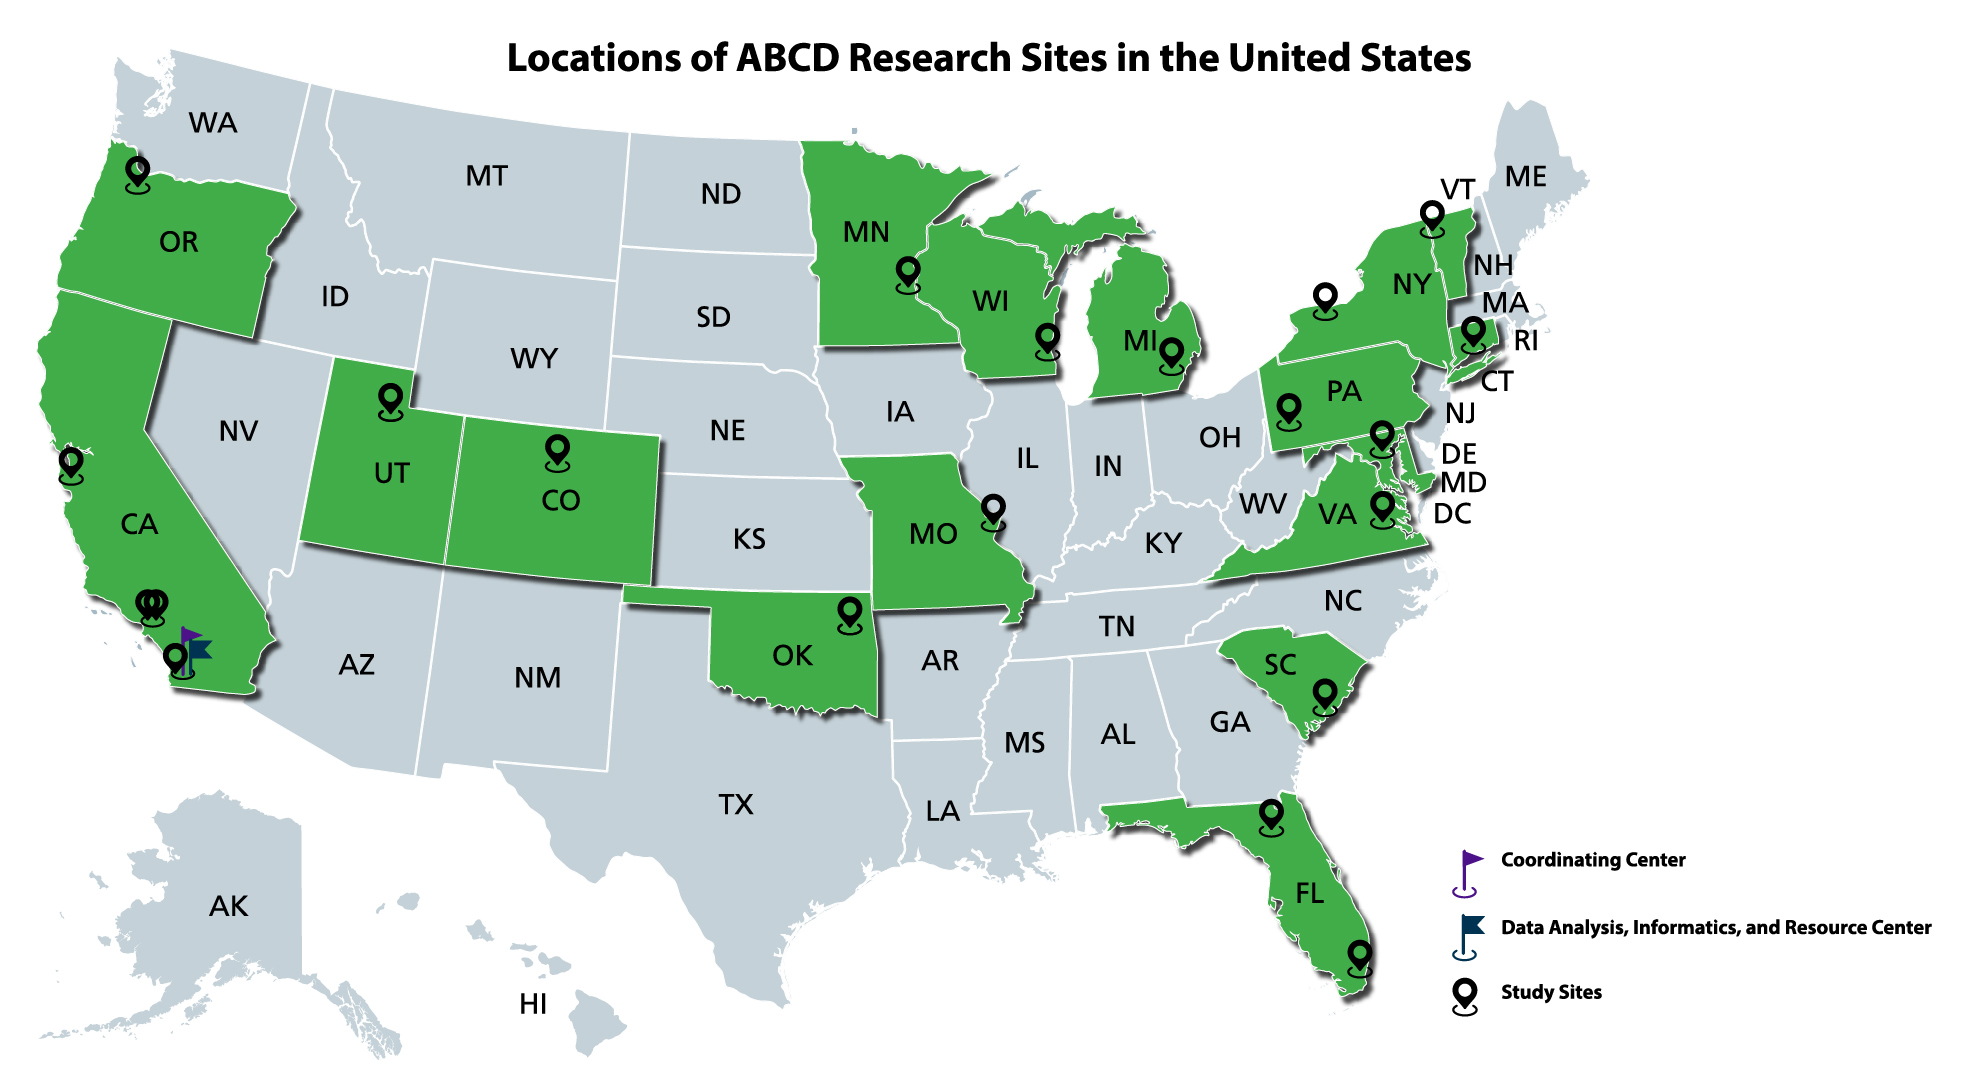 Locations of ABCD Research Sites in the United States
WA
MT
ND
MN
VT
ME
OR
ID
SD
WI
MI
NY
NH
MA
RI
CT
WY
NV
UT
CO
NE
IA
IL
IN
OH
PA
NJ
DE
MD
DC
CA
KS
MO
KY
WV
VA
AZ
NM
OK
AR
TN
NC
SC
TX
LA
MS
AL
GA
FL
AK
HI
Coordinating Center
Data Analysis, Informatics, and Resource Center
Study Sites